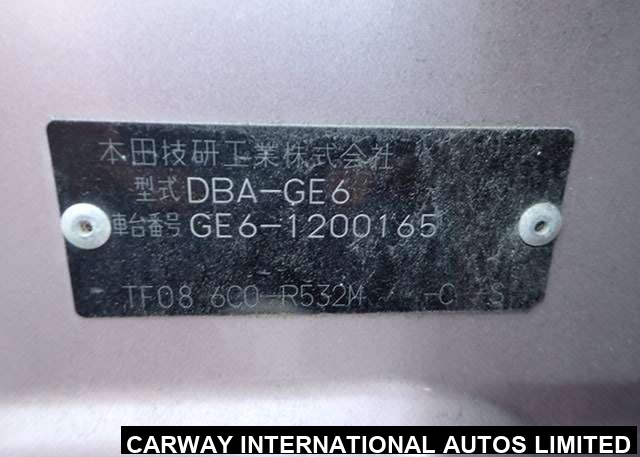 本田技研工業株式会社
型式 DBA-GE6
車台番号 GE6-1200165
TF08 6C0-R532M -C -S
CARWAY INTERNATIONAL AUTOS LIMITED